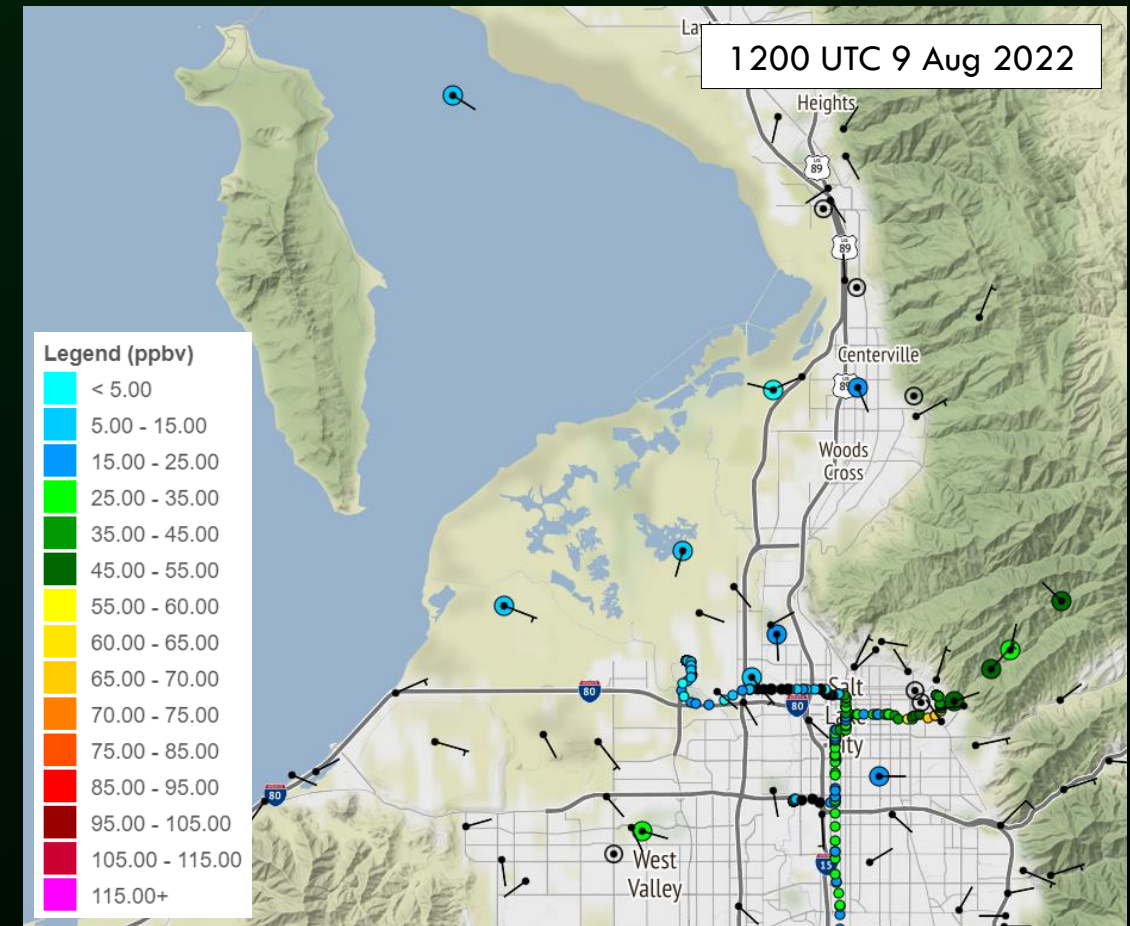 1200 UTC 9 Aug 2022
Heights
US
89
US
89
Legend (ppbv)
< 5.00
5.00 - 15.00
15.00 - 25.00
25.00 - 35.00
35.00 - 45.00
45.00 - 55.00
55.00 - 60.00
60.00 - 65.00
65.00 - 70.00
70.00 - 75.00
75.00 - 85.00
85.00 - 95.00
95.00 - 105.00
105.00 - 115.00
115.00+
Centerville
US
89
Woods
Cross
80
Salt
Lake
City
80
80
West
Valley
15